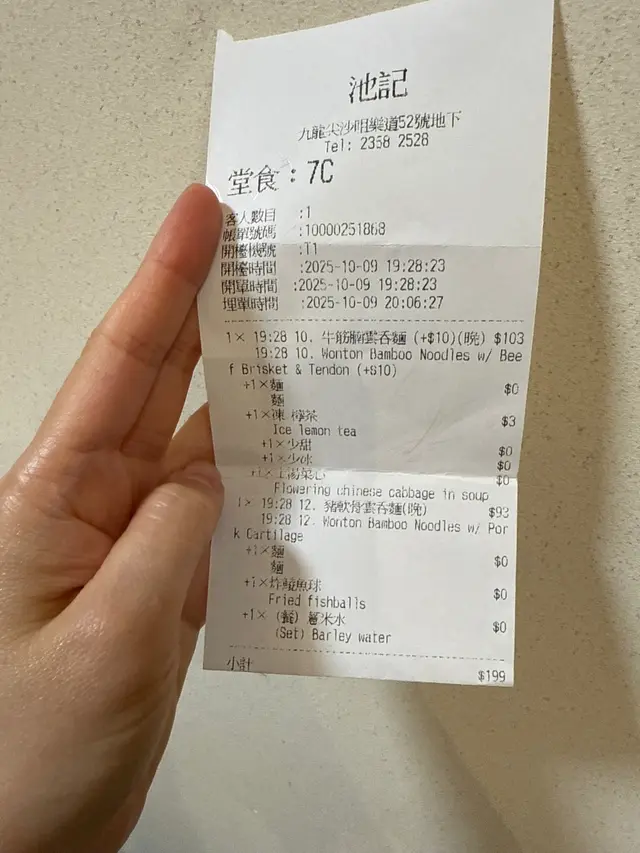 池記
九龍尖沙咀樂道52號地下
Tel: 2368 2528
堂食：7C
客人數目 :1
帳單號碼 :10000251868
開檯機號 :T1
開檯時間 :2025-10-09 19:28:23
開單時間 :2025-10-09 19:28:23
埋單時間 :2025-10-09 20:06:27
1× 19:28 10. 牛筋腩雲吞麵 (+$10)(晚) $103
19:28 10. Wonton Bamboo Noodles w/ Bee
f Brisket & Tendon (+$10)
+1×麵 $0
麵
+1×凍 檸茶 $3
Ice lemon tea
+1×少甜 $0
+1×少冰 $0
+1×上湯菜心 $0
Flowering chinese cabbage in soup
1× 19:28 12. 豬軟骨雲吞麵(晚) $93
19:28 12. Wonton Bamboo Noodles w/ Por
k Cartilage
+1×麵 $0
麵
+1×炸鯪魚球 $0
Fried fishballs
+1× (餐) 薏米水 $0
(Set) Barley water
小計 $199